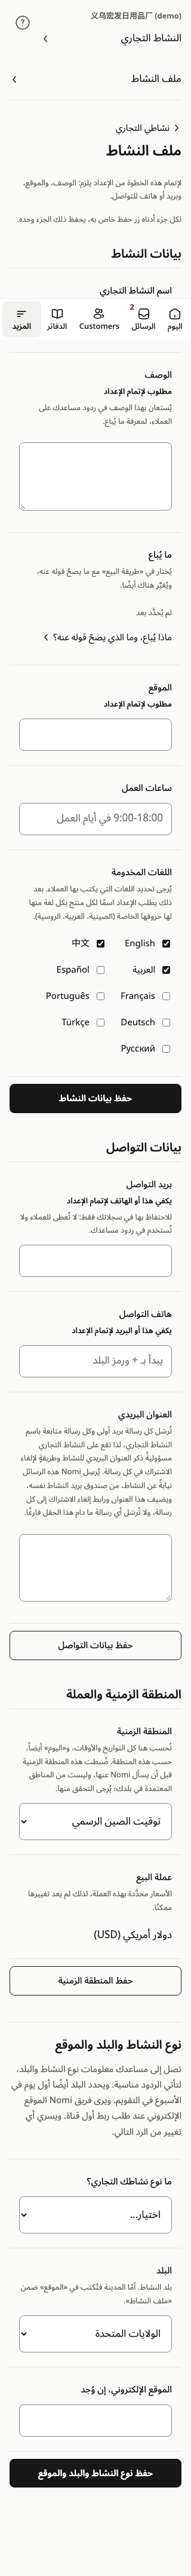 义乌宏发日用品厂 (demo)
النشاط التجاري
ملف النشاط
نشاطي التجاري
ملف النشاط
لإتمام هذه الخطوة من الإعداد يلزم: الوصف، والموقع،
وبريد أو هاتف للتواصل.
لكل جزء أدناه زر حفظ خاص به، يحفظ ذلك الجزء وحده.
بيانات النشاط
اسم النشاط التجاري
اليوم
2
الرسائل
Customers
الدفاتر
المزيد
الوصف
مطلوب لإتمام الإعداد
يُستعان بهذا الوصف في ردود مساعدك على
العملاء، لمعرفة ما يُباع.
ما يُباع
يُختار في «طريقة البيع» مع ما يصحّ قوله عنه،
ويُغيَّر هناك أيضًا.
لم يُحدَّد بعد
ماذا يُباع، وما الذي يصحّ قوله عنه؟
الموقع
مطلوب لإتمام الإعداد
ساعات العمل
9:00-18:00 في أيام العمل
اللغات المخدومة
يُرجى تحديد اللغات التي يكتب بها العملاء. بعد
ذلك يطلب الإعداد اسمًا لكل منتج بكل لغة منها
لها حروفها الخاصة (الصينية، العربية، الروسية).
English
中文
العربية
Español
Français
Português
Deutsch
Türkçe
Русский
حفظ بيانات النشاط
بيانات التواصل
بريد التواصل
يكفي هذا أو الهاتف لإتمام الإعداد
للاحتفاظ بها في سجلاتك فقط: لا تُعطى للعملاء ولا
تُستخدم في ردود مساعدك.
هاتف التواصل
يكفي هذا أو البريد لإتمام الإعداد
يبدأ بـ + ورمز البلد
العنوان البريدي
تُرسَل كل رسالة بريد أولى وكل رسالة متابعة باسم
النشاط التجاري، لذا تقع على النشاط التجاري
مسؤوليةُ ذكر العنوان البريدي للنشاط وطريقةٍ لإلغاء
الاشتراك في كل رسالة. يُرسِل Nomi هذه الرسائل
نيابةً عن النشاط، من صندوق بريد النشاط نفسه،
ويضيف هذا العنوان ورابط إلغاء الاشتراك إلى كل
رسالة، ولا تُرسَل أي رسالة ما دام هذا الحقل فارغًا.
حفظ بيانات التواصل
المنطقة الزمنية والعملة
المنطقة الزمنية
تُحسب هنا كل التواريخ والأوقات، و«اليوم» أيضاً،
حسب هذه المنطقة. ضُبطت هذه المنطقة الزمنية
قبل أن يسأل Nomi عنها، وليست من المناطق
المعتمدة في بلدك؛ يُرجى التحقق منها.
توقيت الصين الرسمي
عملة البيع
الأسعار محدَّدة بهذه العملة، لذلك لم يعد تغييرها
ممكنًا.
دولار أمريكي (USD)
حفظ المنطقة الزمنية
نوع النشاط والبلد والموقع
تصل إلى مساعدك معلومات نوع النشاط والبلد،
لتأتي الردود مناسبة. ويحدد البلد أيضًا أول يوم في
الأسبوع في التقويم. ويرى فريق Nomi الموقع
الإلكتروني عند طلب ربط أول قناة. ويسري أي
تغيير من الرد التالي.
ما نوع نشاطك التجاري؟
اختيار...
البلد
بلد النشاط. أمّا المدينة فتُكتب في «الموقع» ضمن
«ملف النشاط».
الولايات المتحدة
الموقع الإلكتروني، إن وُجد
حفظ نوع النشاط والبلد والموقع